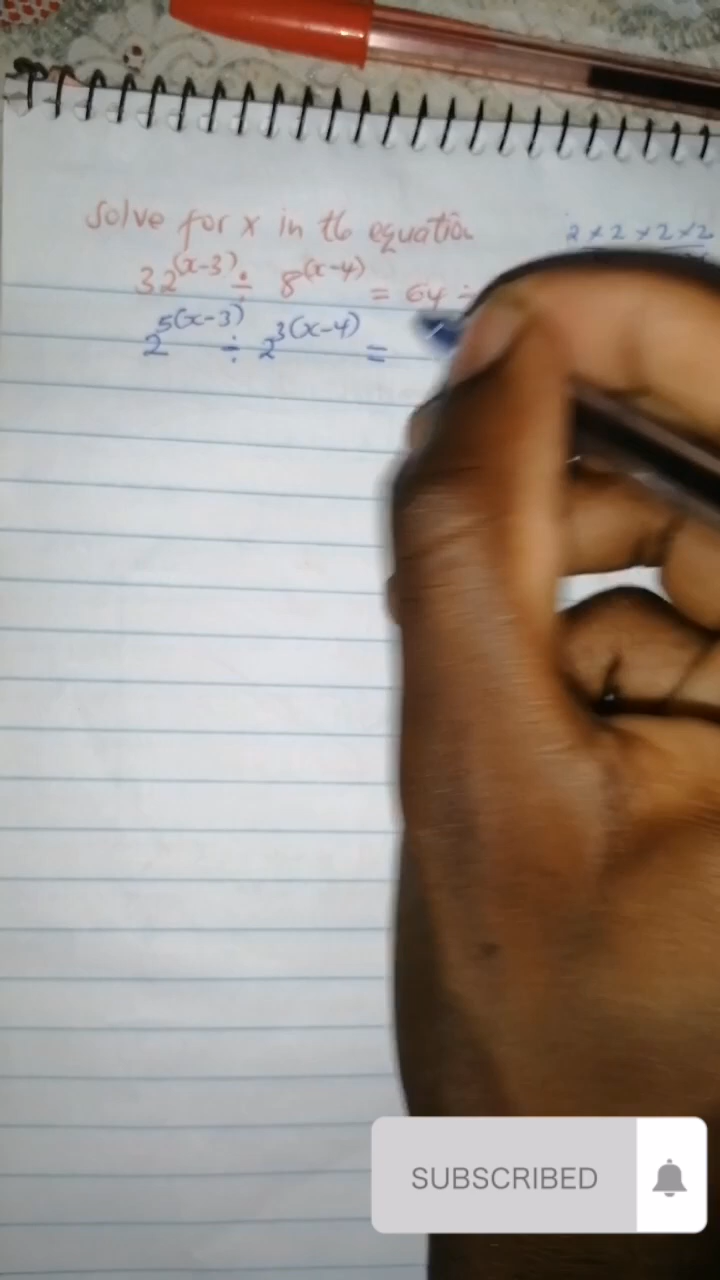 solve for x in the equation
2 × 2 × 2 × 2
32^(x-3) ÷ 8^(x-4) = 64 ÷
2^5(x-3) ÷ 2^3(x-4) =
SUBSCRIBED